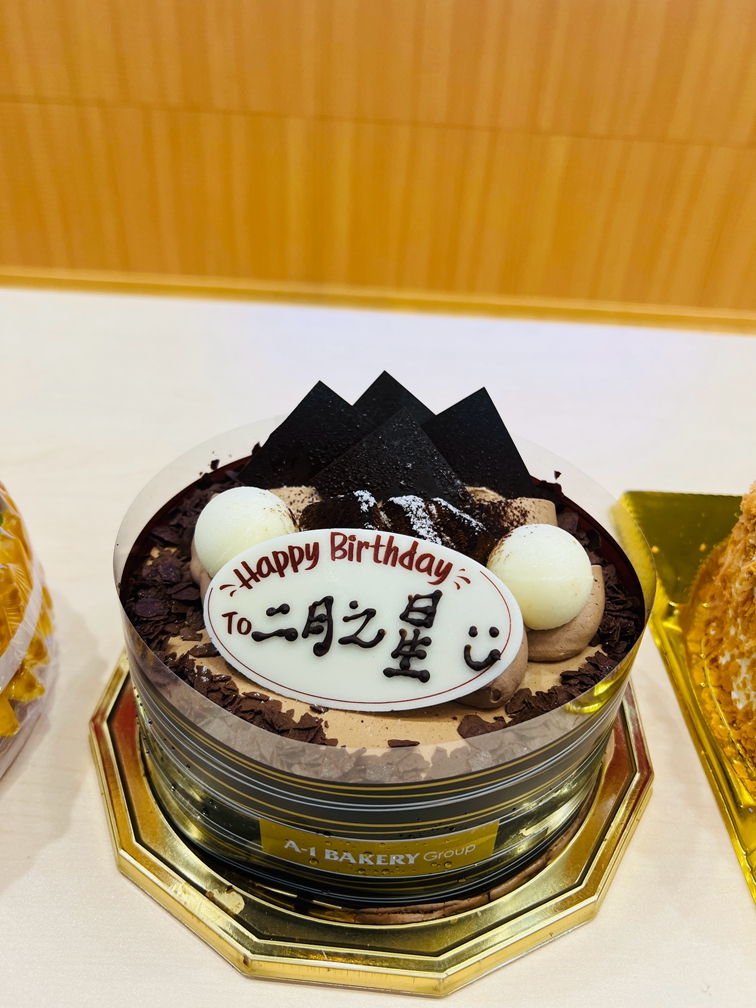 Happy Birthday
To 二月之星
A-1 BAKERY Group